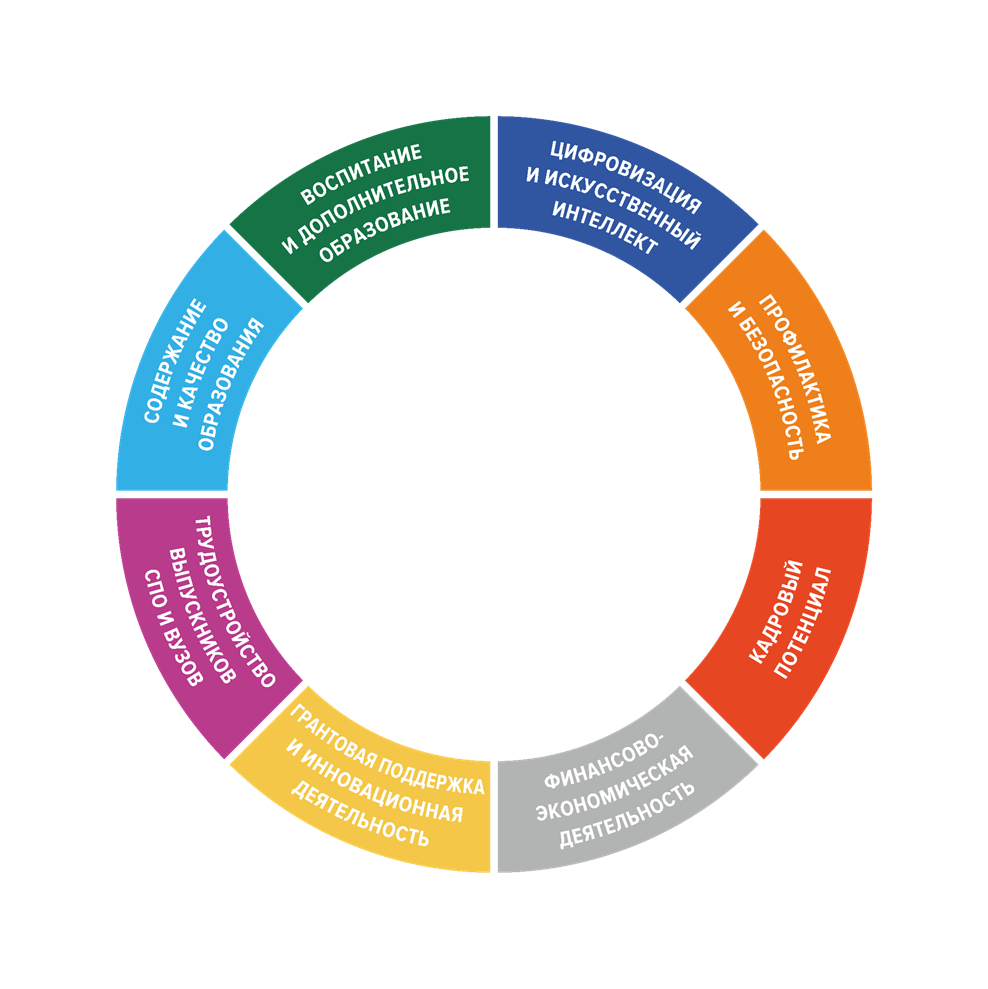 ЦИФРОВИЗАЦИЯ
И ИСКУССТВЕННЫЙ
ИНТЕЛЛЕКТ
ПРОФИЛАКТИКА
И БЕЗОПАСНОСТЬ
КАДРОВЫЙ
ПОТЕНЦИАЛ
ФИНАНСОВО-
ЭКОНОМИЧЕСКАЯ
ДЕЯТЕЛЬНОСТЬ
ГРАНТОВАЯ ПОДДЕРЖКА
И ИННОВАЦИОННАЯ
ДЕЯТЕЛЬНОСТЬ
ТРУДОУСТРОЙСТВО
ВЫПУСКНИКОВ
СПО И ВУЗОВ
СОДЕРЖАНИЕ
И КАЧЕСТВО
ОБРАЗОВАНИЯ
ВОСПИТАНИЕ
И ДОПОЛНИТЕЛЬНОЕ
ОБРАЗОВАНИЕ